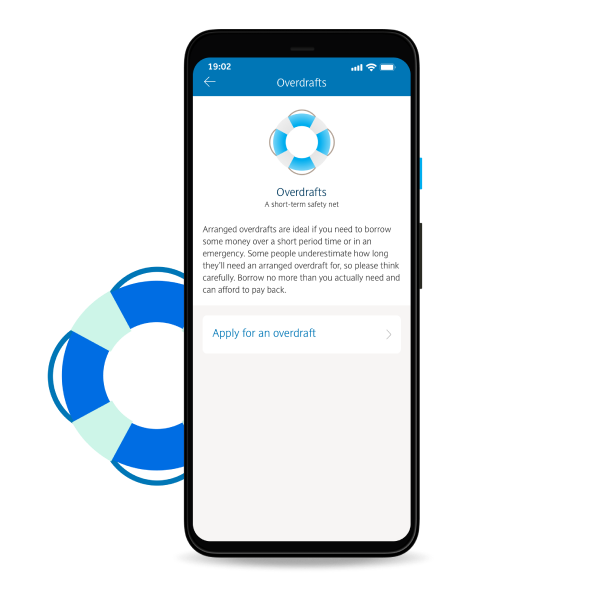 19:02
Overdrafts
Overdrafts
A short-term safety net
Arranged overdrafts are ideal if you need to borrow
some money over a short period time or in an
emergency. Some people underestimate how long
they'll need an arranged overdraft for, so please think
carefully. Borrow no more than you actually need and
can afford to pay back.
Apply for an overdraft